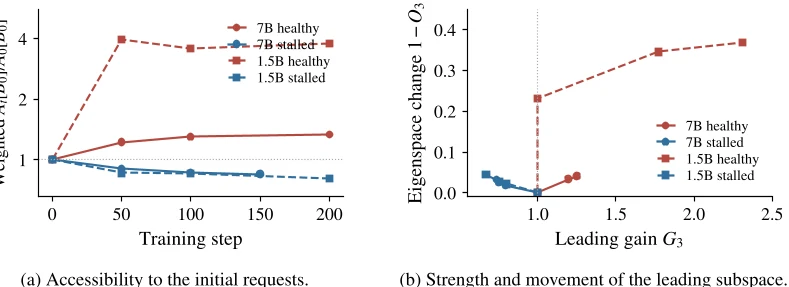 Weighted A_t[D_0]/A_0[D_0]
4
2
1
0
50
100
150
200
Training step
7B healthy
7B stalled
1.5B healthy
1.5B stalled
(a) Accessibility to the initial requests.
Eigenspace change 1 − O_3
0.4
0.3
0.2
0.1
0.0
1.0
1.5
2.0
2.5
Leading gain G_3
7B healthy
7B stalled
1.5B healthy
1.5B stalled
(b) Strength and movement of the leading subspace.